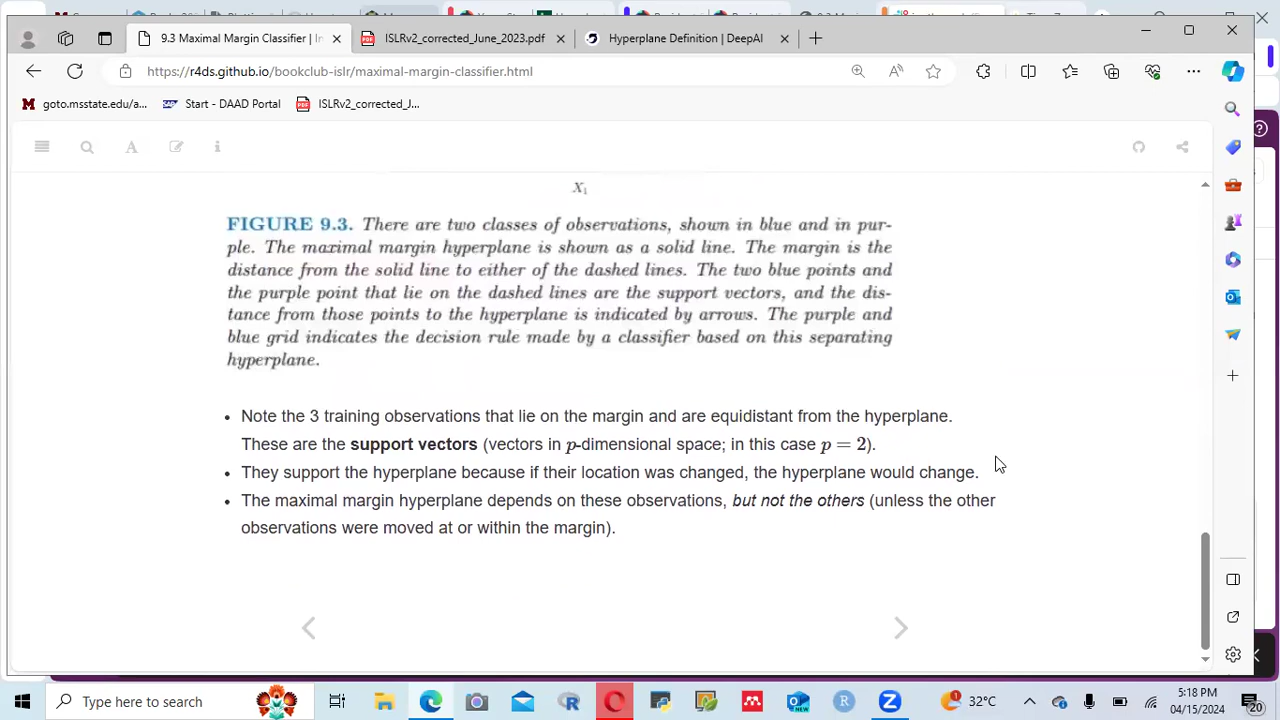 9.3 Maximal Margin Classifier | In
ISLRv2_corrected_June_2023.pdf
Hyperplane Definition | DeepAI
https://r4ds.github.io/bookclub-islr/maximal-margin-classifier.html
goto.msstate.edu/a...
Start - DAAD Portal
ISLRv2_corrected_J...
X1
FIGURE 9.3. There are two classes of observations, shown in blue and in pur-
ple. The maximal margin hyperplane is shown as a solid line. The margin is the
distance from the solid line to either of the dashed lines. The two blue points and
the purple point that lie on the dashed lines are the support vectors, and the dis-
tance from those points to the hyperplane is indicated by arrows. The purple and
blue grid indicates the decision rule made by a classifier based on this separating
hyperplane.
• Note the 3 training observations that lie on the margin and are equidistant from the hyperplane.
These are the support vectors (vectors in p-dimensional space; in this case p = 2).
• They support the hyperplane because if their location was changed, the hyperplane would change.
• The maximal margin hyperplane depends on these observations, but not the others (unless the other
observations were moved at or within the margin).
Type here to search
32°C
5:18 PM
04/15/2024
20